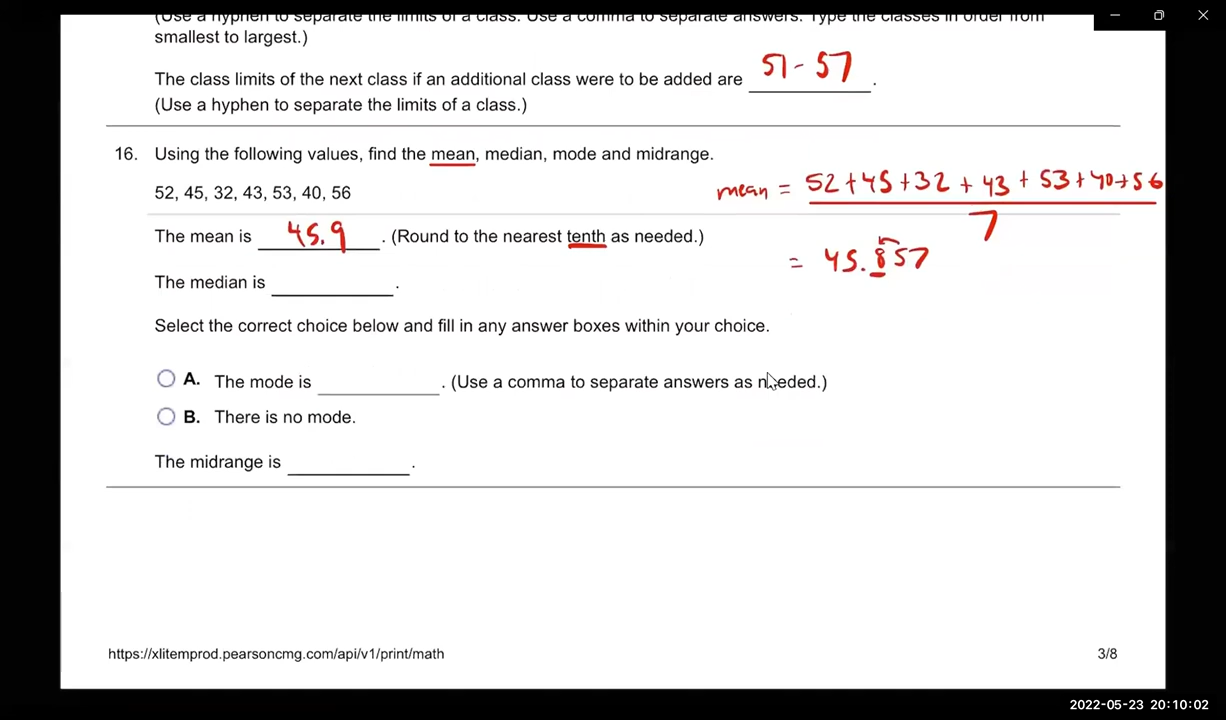 (Use a hyphen to separate the limits of a class. Use a comma to separate answers. Type the classes in order from
smallest to largest.)
The class limits of the next class if an additional class were to be added are 51-57.
(Use a hyphen to separate the limits of a class.)
16. Using the following values, find the mean, median, mode and midrange.
52, 45, 32, 43, 53, 40, 56
mean = 52+45+32+43+53+40+56
7
The mean is 45.9. (Round to the nearest tenth as needed.)
= 45.857
The median is ____________.
Select the correct choice below and fill in any answer boxes within your choice.
A. The mode is ____________. (Use a comma to separate answers as needed.)
B. There is no mode.
The midrange is ____________.
https://xlitemprod.pearsoncmg.com/api/v1/print/math 3/8
2022-05-23 20:10:02